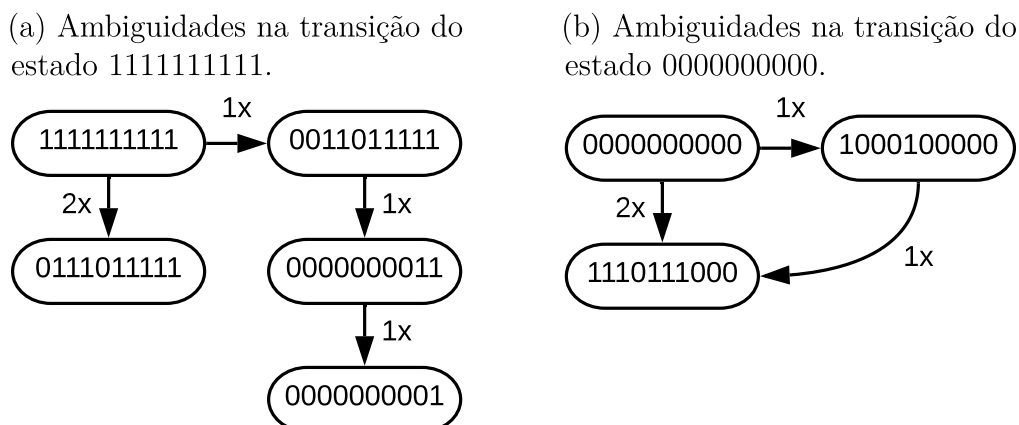 (a) Ambiguidades na transição do
estado 1111111111.
1111111111
1x
0011011111
2x
1x
0111011111
0000000011
1x
0000000001
(b) Ambiguidades na transição do
estado 0000000000.
0000000000
1x
1000100000
2x
1x
1110111000